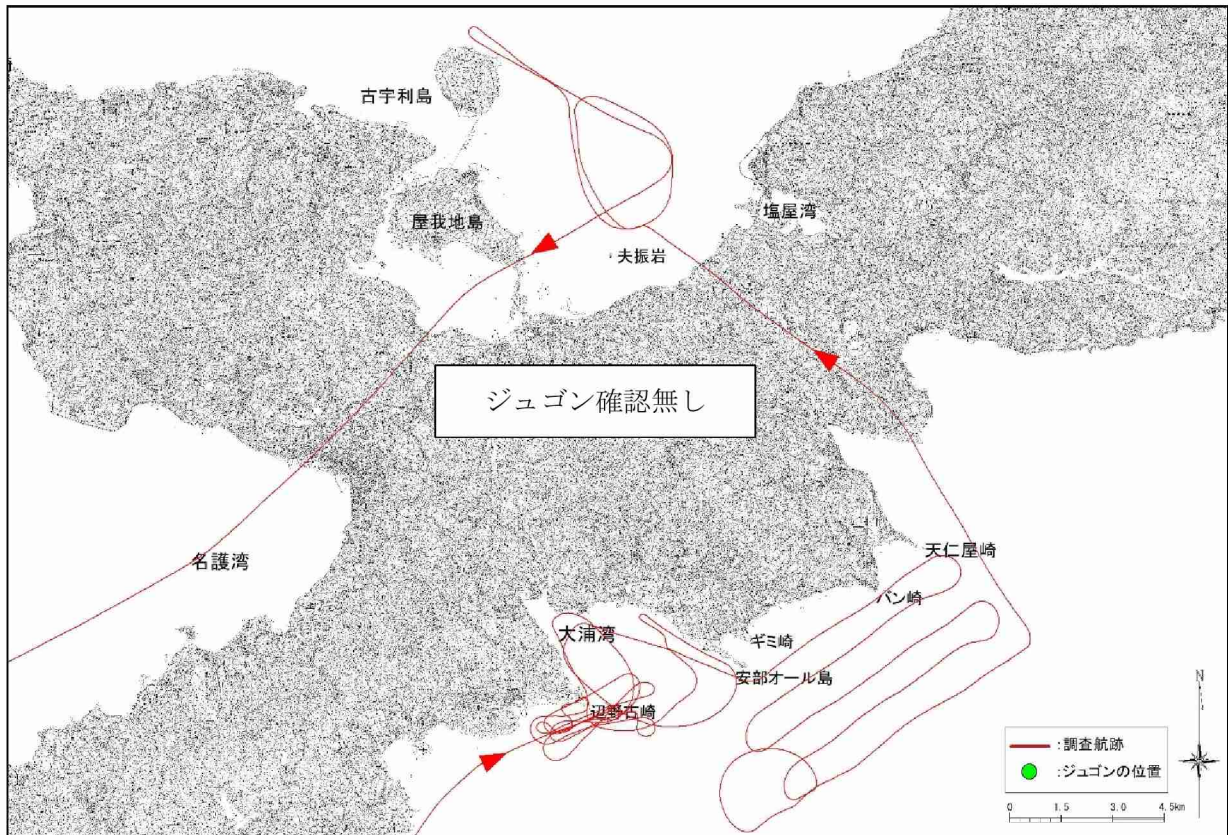 古宇利島
屋我地島
塩屋湾
夫振岩
ジュゴン確認無し
名護湾
天仁屋崎
バン崎
ギミ崎
大浦湾
安部オール島
辺野古崎
N
:調査航跡
:ジュゴンの位置
0 1.5 3.0 4.5km